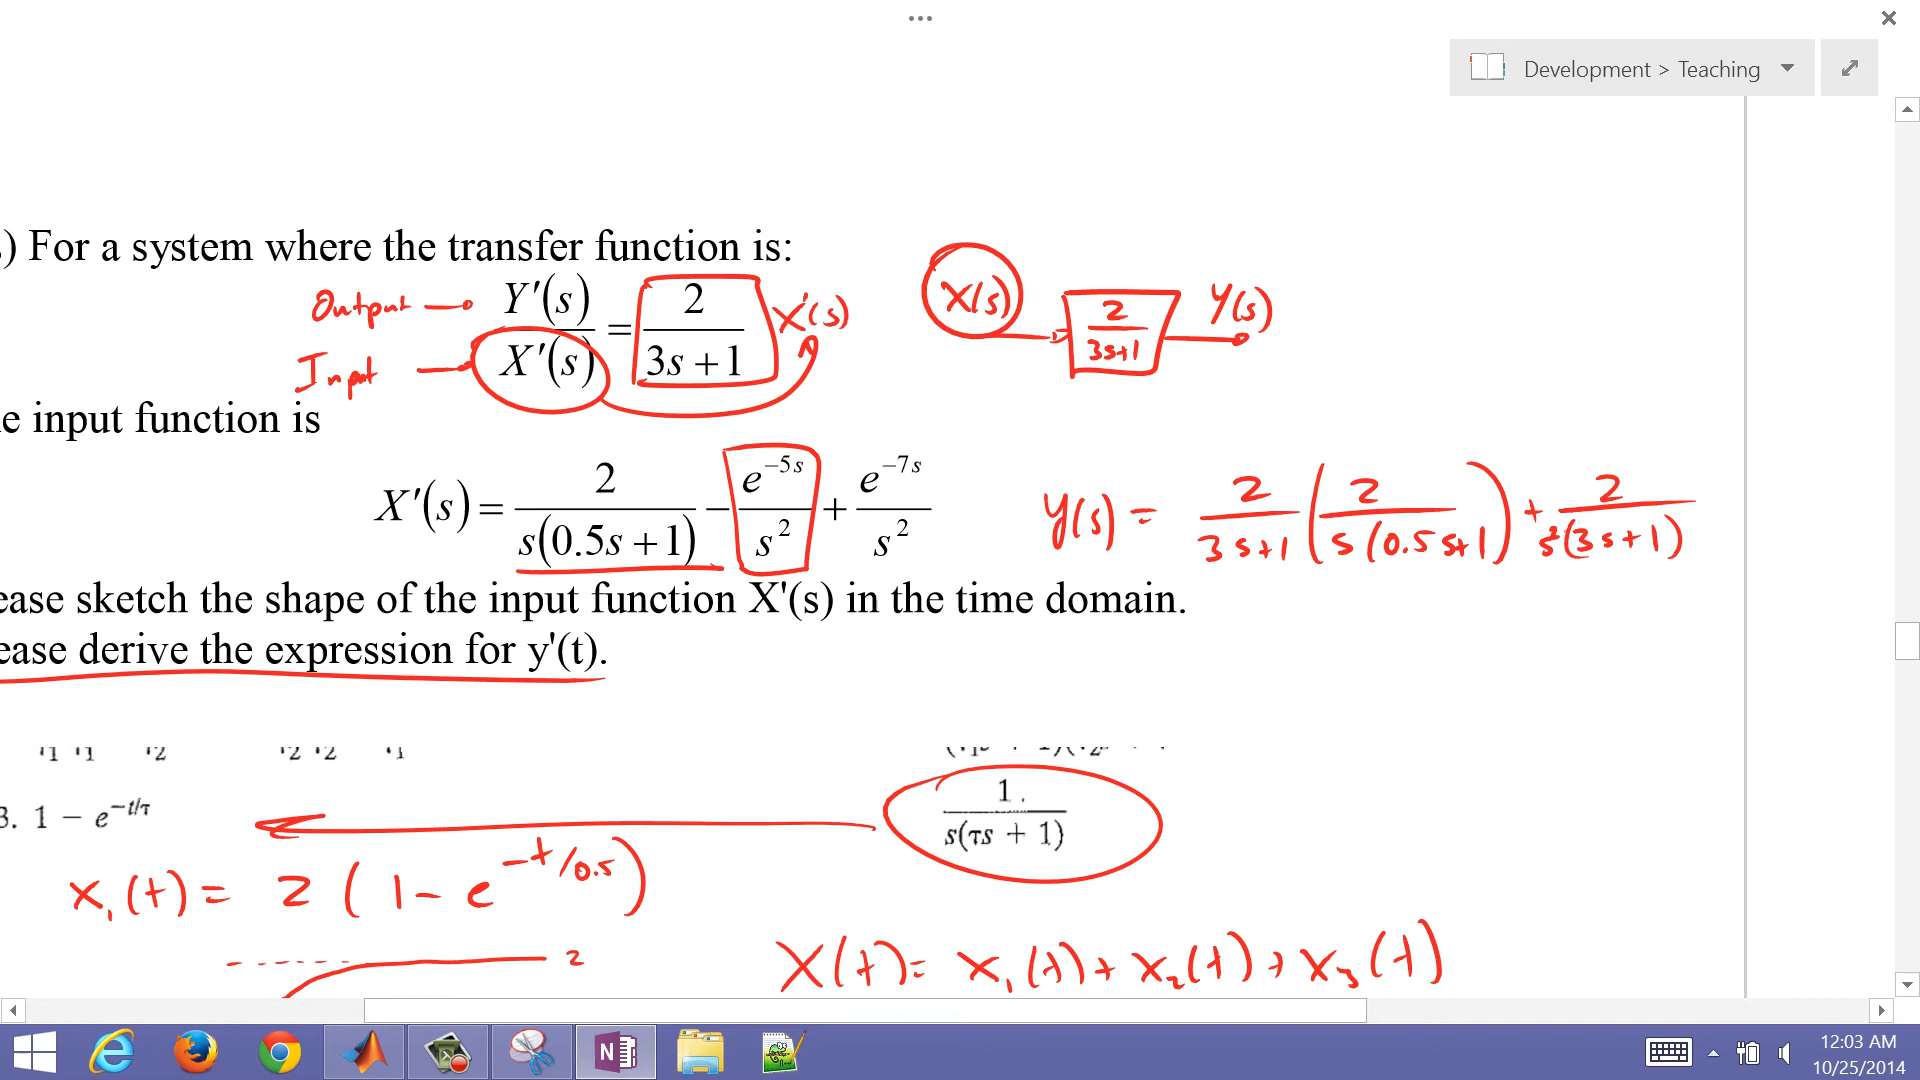 ...
Development > Teaching
) For a system where the transfer function is:
Output Y'(s) / X'(s) = 2 / 3s + 1 X'(s)
Input
X(s) 2 / 3s+1 Y(s)
e input function is
X'(s) = 2 / s(0.5s + 1) − e^−5s / s^2 + e^−7s / s^2
Y(s) = 2 / 3s+1 ( 2 / s(0.5s+1) ) + 2 / s^2(3s+1)
ease sketch the shape of the input function X'(s) in the time domain.
ease derive the expression for y'(t).
3. 1 − e^−t/τ
1 / s(τs + 1)
x₁(t) = 2 ( 1 − e^−t/0.5 )
2
X(t) = x₁(t) + x₂(t) + x₃(t)
N
12:03 AM
10/25/2014